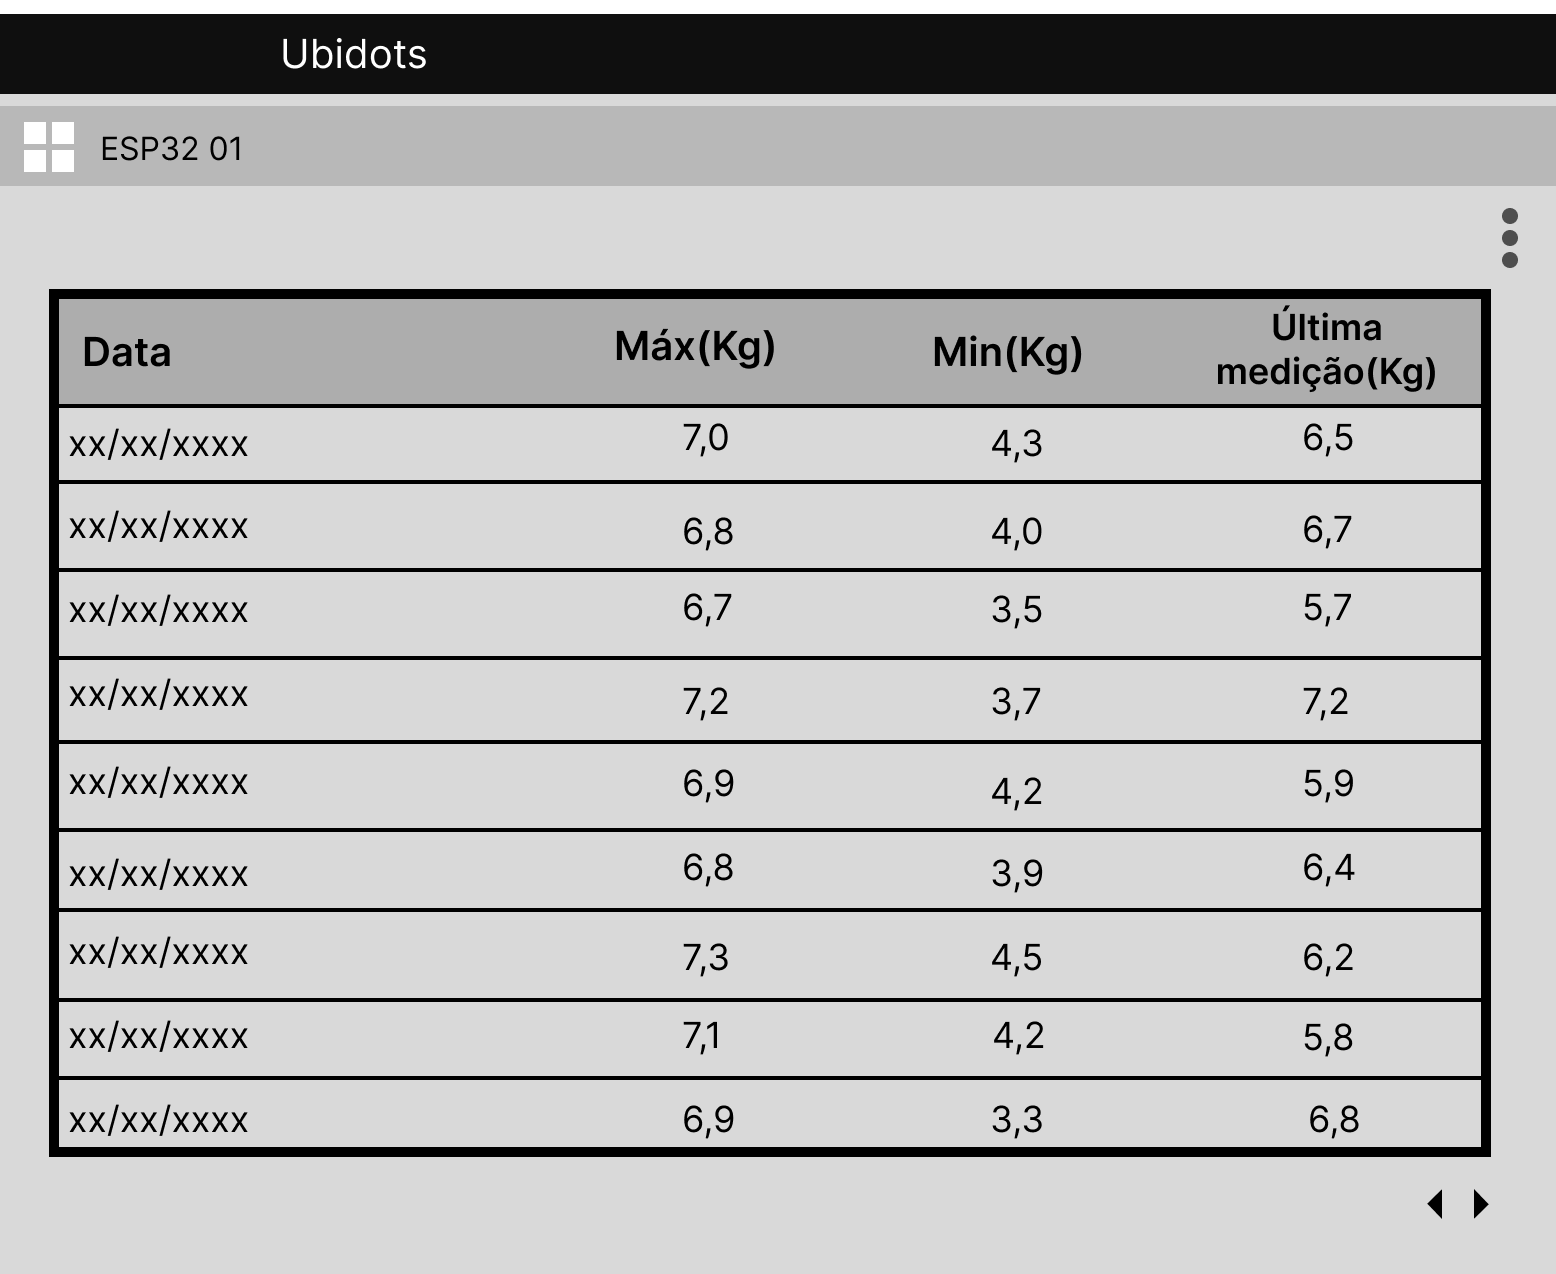 Ubidots
ESP32 01
Data Máx(Kg) Min(Kg) Última medição(Kg)
xx/xx/xxxx 7,0 4,3 6,5
xx/xx/xxxx 6,8 4,0 6,7
xx/xx/xxxx 6,7 3,5 5,7
xx/xx/xxxx 7,2 3,7 7,2
xx/xx/xxxx 6,9 4,2 5,9
xx/xx/xxxx 6,8 3,9 6,4
xx/xx/xxxx 7,3 4,5 6,2
xx/xx/xxxx 7,1 4,2 5,8
xx/xx/xxxx 6,9 3,3 6,8